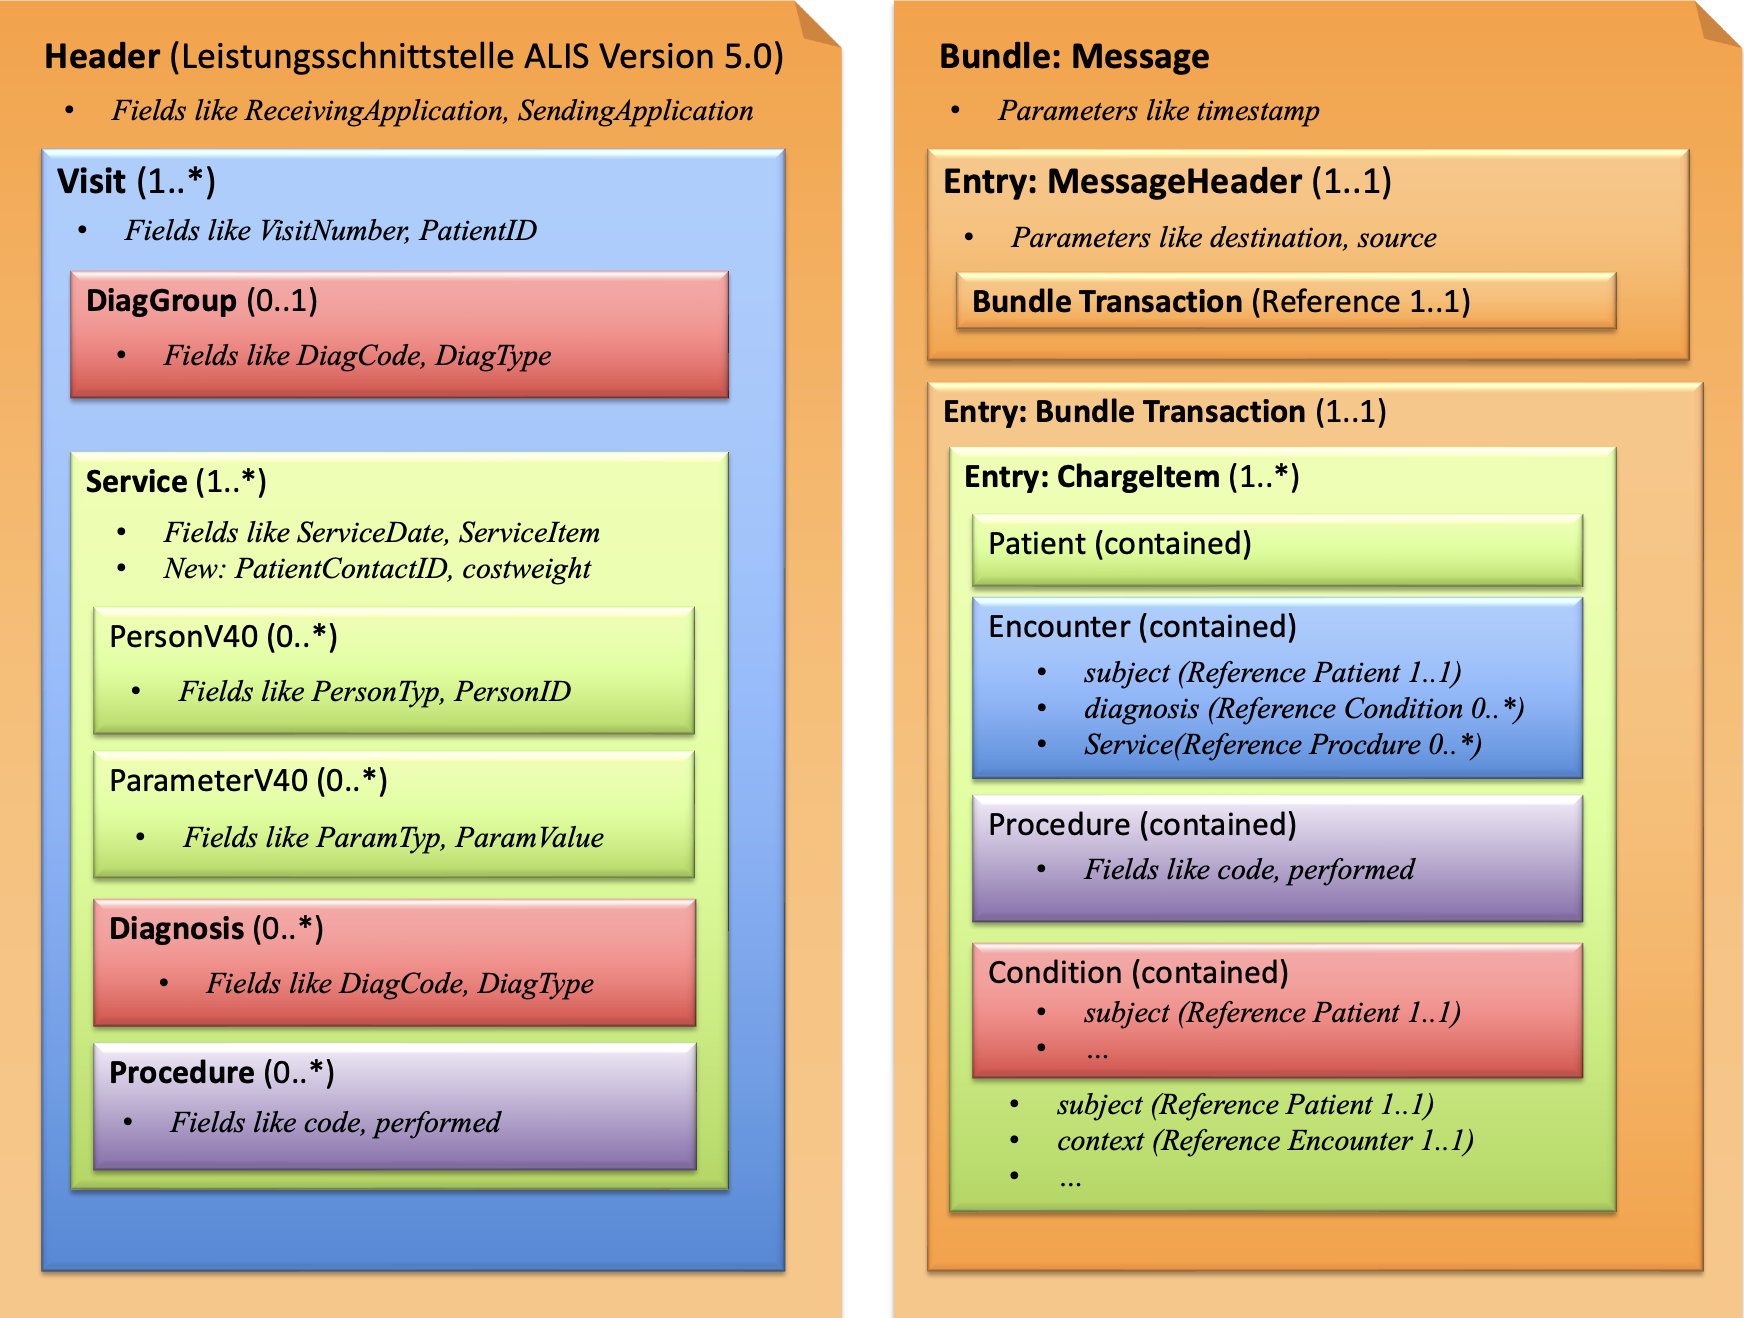 Header (Leistungsschnittstelle ALIS Version 5.0)
• Fields like ReceivingApplication, SendingApplication
Visit (1..*)
• Fields like VisitNumber, PatientID
DiagGroup (0..1)
• Fields like DiagCode, DiagType
Service (1..*)
• Fields like ServiceDate, ServiceItem
• New: PatientContactID, costweight
PersonV40 (0..*)
• Fields like PersonTyp, PersonID
ParameterV40 (0..*)
• Fields like ParamTyp, ParamValue
Diagnosis (0..*)
• Fields like DiagCode, DiagType
Procedure (0..*)
• Fields like code, performed
Bundle: Message
• Parameters like timestamp
Entry: MessageHeader (1..1)
• Parameters like destination, source
Bundle Transaction (Reference 1..1)
Entry: Bundle Transaction (1..1)
Entry: ChargeItem (1..*)
Patient (contained)
Encounter (contained)
• subject (Reference Patient 1..1)
• diagnosis (Reference Condition 0..*)
• Service(Reference Procdure 0..*)
Procedure (contained)
• Fields like code, performed
Condition (contained)
• subject (Reference Patient 1..1)
• ...
• subject (Reference Patient 1..1)
• context (Reference Encounter 1..1)
• ...